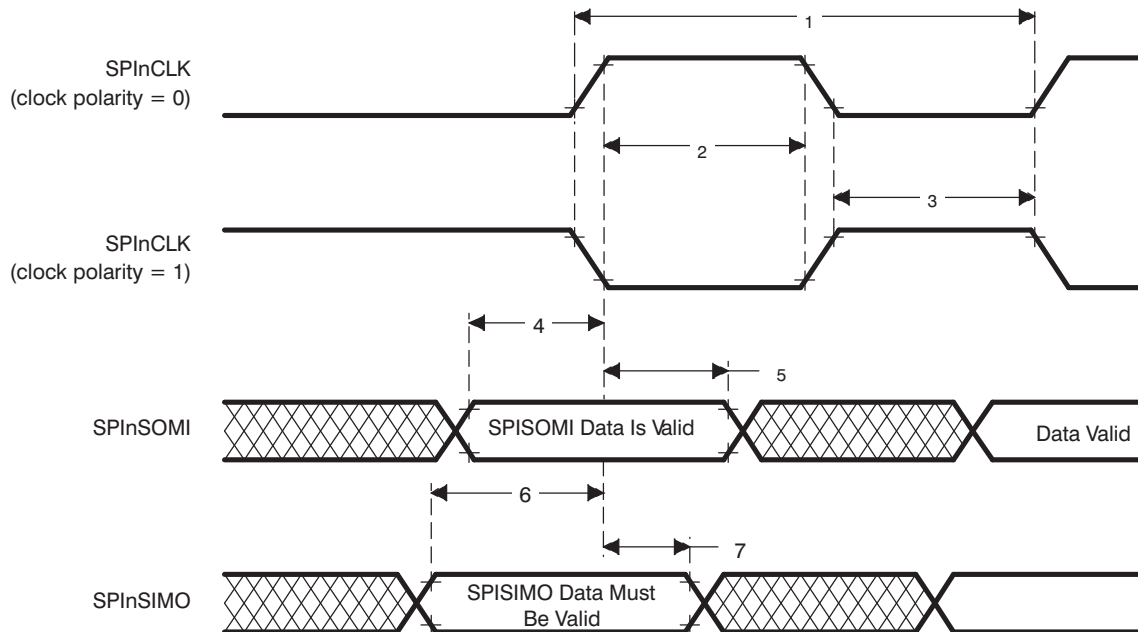 1
SPInCLK
(clock polarity = 0)
2
3
SPInCLK
(clock polarity = 1)
4
5
SPInSOMI
SPISOMI Data Is Valid
Data Valid
6
7
SPInSIMO
SPISIMO Data Must
Be Valid